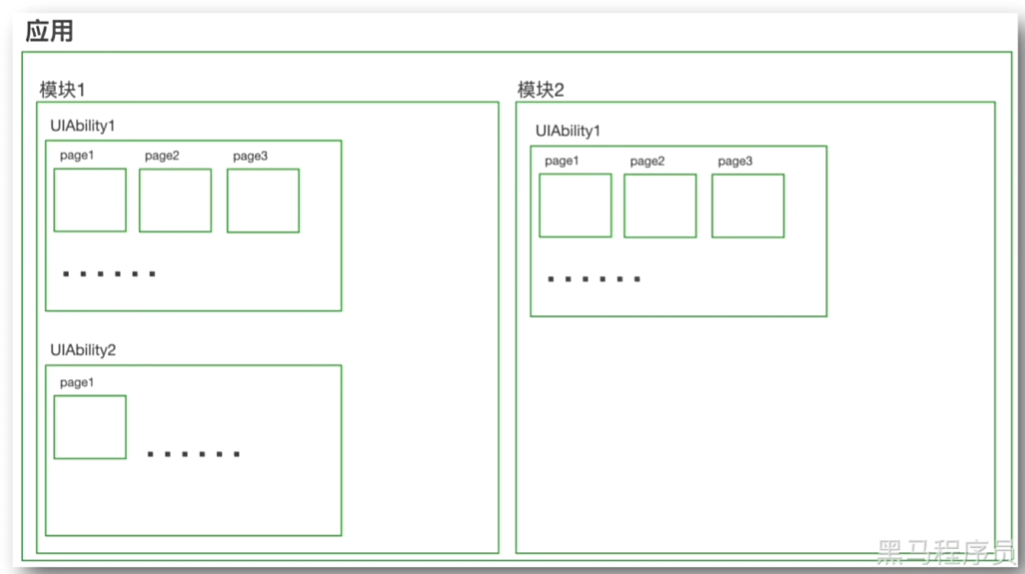 应用
模块1
UIAbility1
page1 page2 page3
......
UIAbility2
page1
......
模块2
UIAbility1
page1 page2 page3
......
黑马程序员